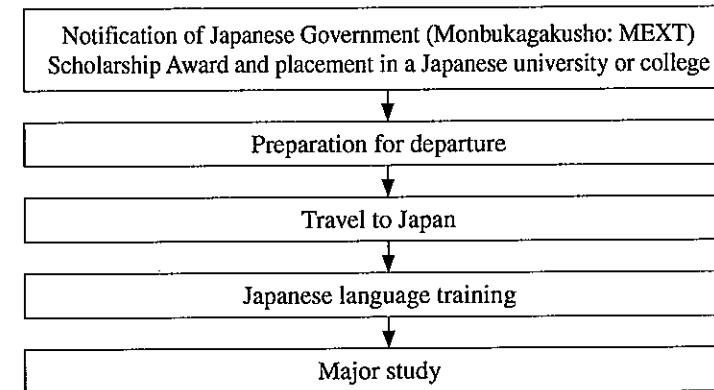 Notification of Japanese Government (Monbukagakusho: MEXT)
Scholarship Award and placement in a Japanese university or college
Preparation for departure
Travel to Japan
Japanese language training
Major study